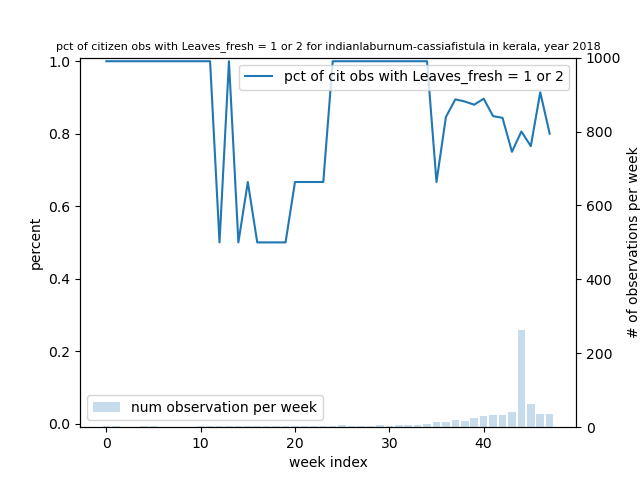 pct of citizen obs with Leaves_fresh = 1 or 2 for indianlaburnum-cassiafistula in kerala, year 2018
pct of cit obs with Leaves_fresh = 1 or 2
1.0
0.8
0.6
0.4
0.2
0.0
percent
1000
800
600
400
200
0
# of observations per week
num observation per week
0
10
20
30
40
week index